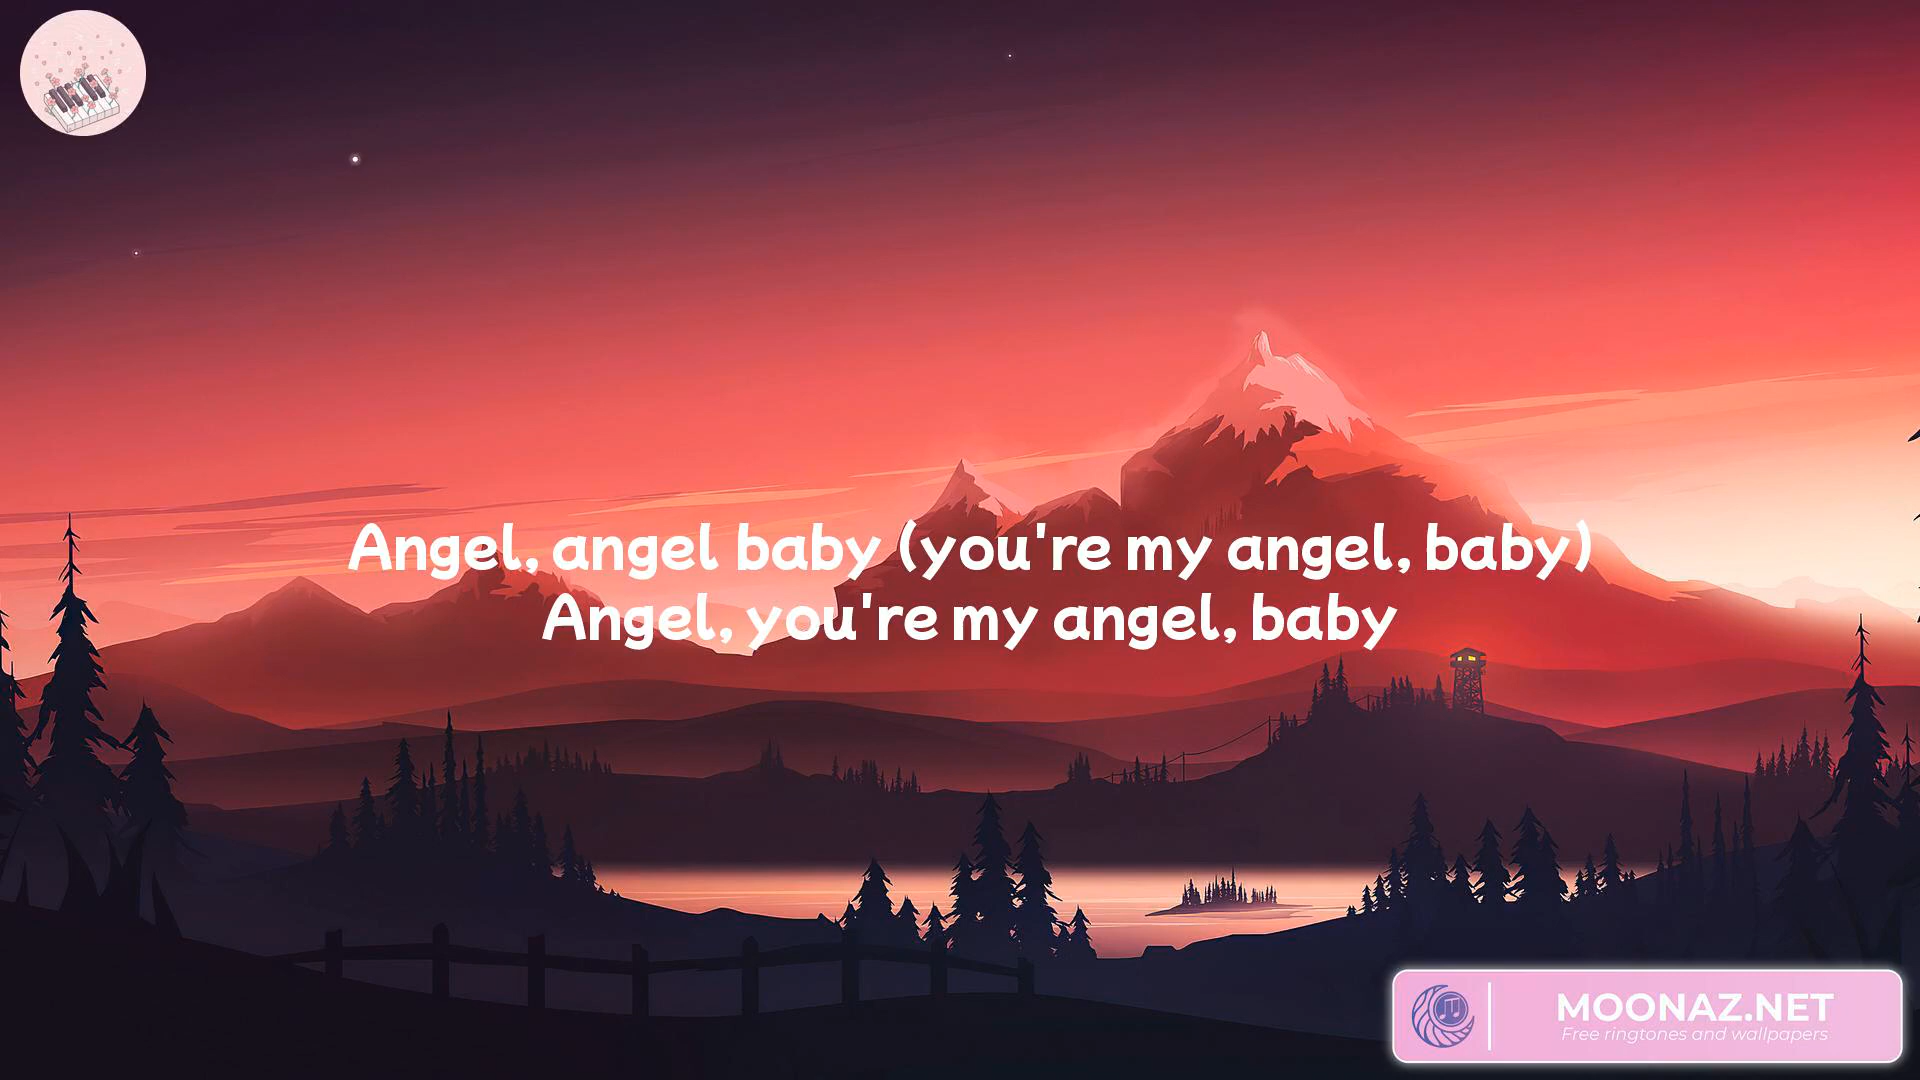 Angel, angel baby (you're my angel, baby)
Angel, you're my angel, baby
MOONAZ.NET
Free ringtones and wallpapers